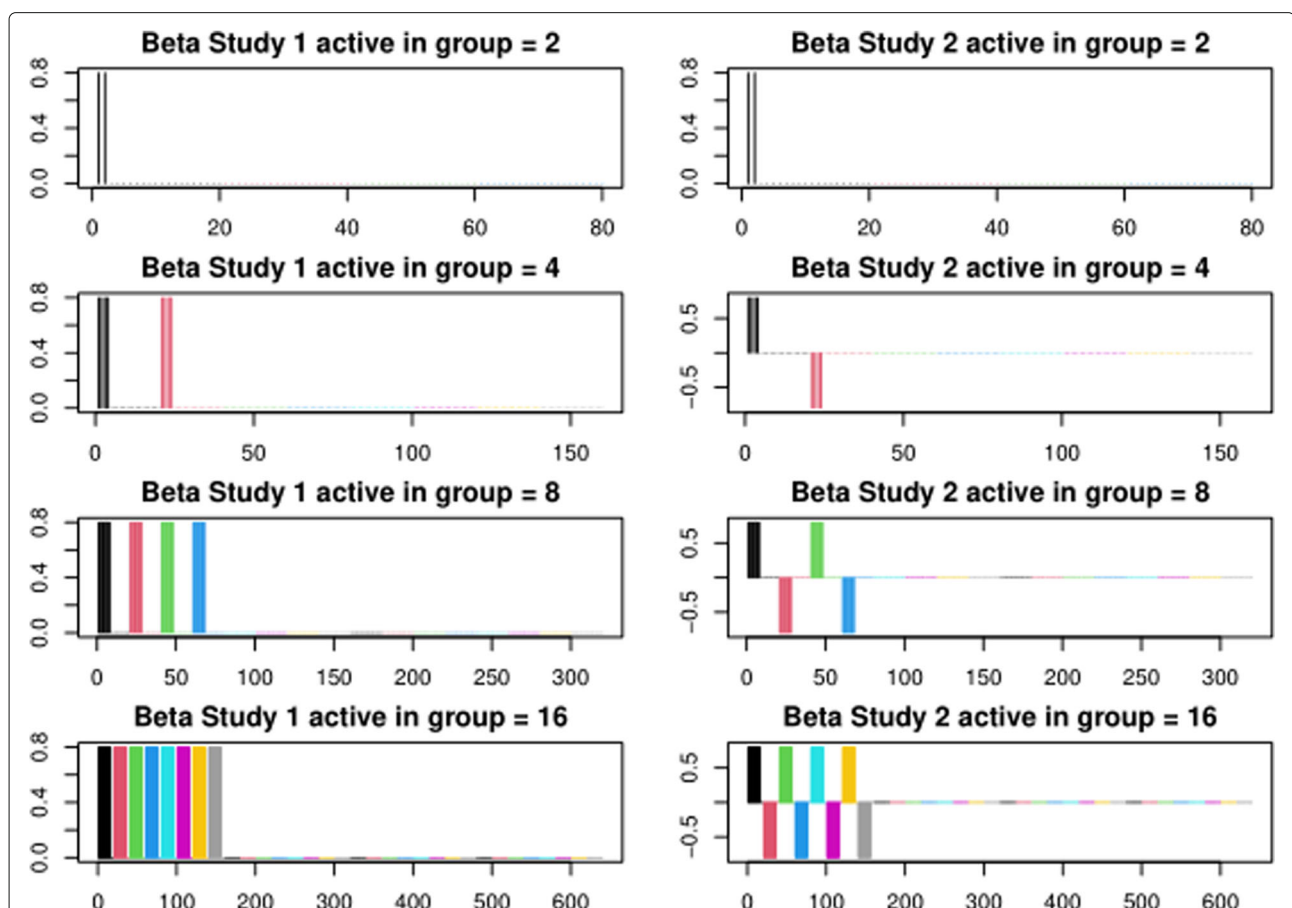 Beta Study 1 active in group = 2
0.8
0.4
0.0
0 20 40 60 80
Beta Study 2 active in group = 2
0.8
0.4
0.0
0 20 40 60 80
Beta Study 1 active in group = 4
0.8
0.4
0.0
0 50 100 150
Beta Study 2 active in group = 4
0.5
−0.5
0 50 100 150
Beta Study 1 active in group = 8
0.8
0.4
0.0
0 50 100 150 200 250 300
Beta Study 2 active in group = 8
0.5
−0.5
0 50 100 150 200 250 300
Beta Study 1 active in group = 16
0.8
0.4
0.0
0 100 200 300 400 500 600
Beta Study 2 active in group = 16
0.5
−0.5
0 100 200 300 400 500 600